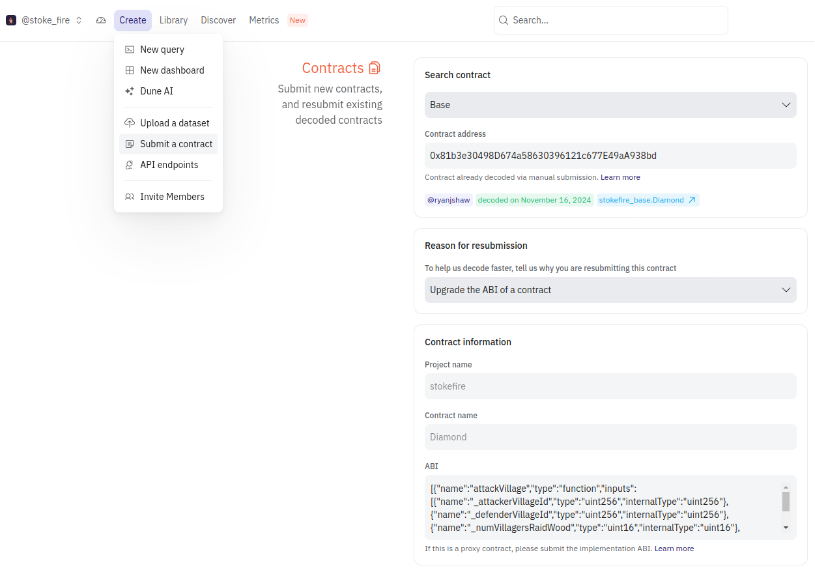 @stoke_fire
Create
Library
Discover
Metrics
New
Search...
New query
New dashboard
Dune AI
Upload a dataset
Submit a contract
API endpoints
Invite Members
Contracts
Submit new contracts,
and resubmit existing
decoded contracts
Search contract
Base
Contract address
0x81b3e30498D674a58630396121c677E49aA938bd
Contract already decoded via manual submission. Learn more
@ryanjshaw decoded on November 16, 2024 stokefire_base.Diamond
Reason for resubmission
To help us decode faster, tell us why you are resubmitting this contract
Upgrade the ABI of a contract
Contract information
Project name
stokefire
Contract name
Diamond
ABI
[{"name":"attackVillage","type":"function","inputs":
[{"name":"_attackerVillageId","type":"uint256","internalType":"uint256"},
{"name":"_defenderVillageId","type":"uint256","internalType":"uint256"},
{"name":"_numVillagersRaidWood","type":"uint16","internalType":"uint16"},
If this is a proxy contract, please submit the implementation ABI. Learn more